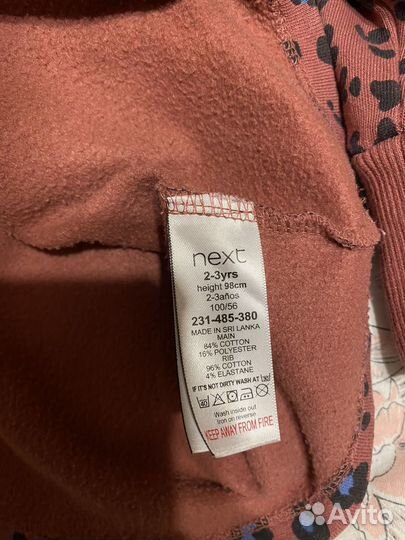 next
2-3yrs
height 98cm
2-3años
100/56
231-485-380
MADE IN SRI LANKA
MAIN
84% COTTON
16% POLYESTER
RIB
96% COTTON
4% ELASTANE
IF IT'S NOT DIRTY WASH AT 30
40
Wash inside out
Iron on reverse
KEEP AWAY FROM FIRE
Avito